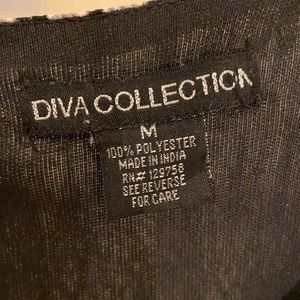 DIVA COLLECTION
M
100% POLYESTER
MADE IN INDIA
RN# 129756
SEE REVERSE
FOR CARE